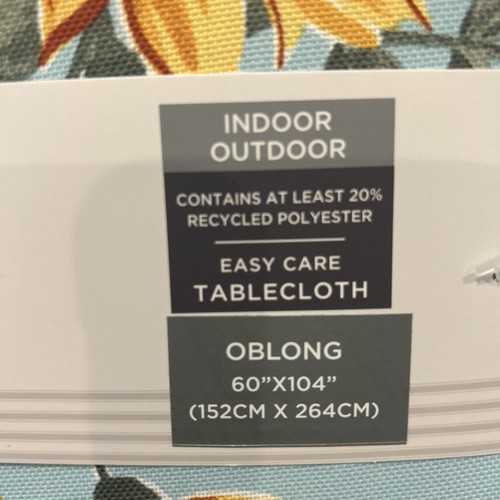 INDOOR
OUTDOOR
CONTAINS AT LEAST 20%
RECYCLED POLYESTER
EASY CARE
TABLECLOTH
OBLONG
60”X104”
(152CM X 264CM)